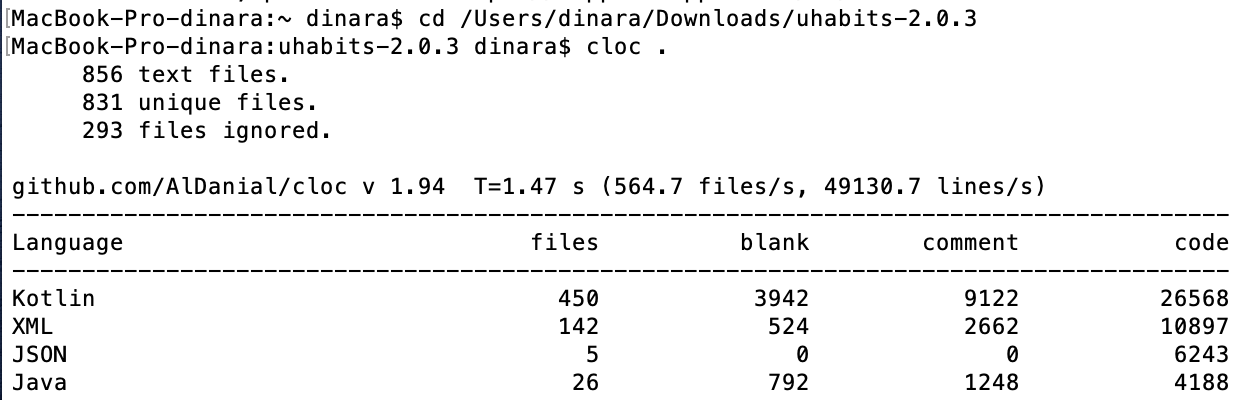 [MacBook-Pro-dinara:~ dinara$ cd /Users/dinara/Downloads/uhabits-2.0.3
[MacBook-Pro-dinara:uhabits-2.0.3 dinara$ cloc .
     856 text files.
     831 unique files.
     293 files ignored.

github.com/AlDanial/cloc v 1.94  T=1.47 s (564.7 files/s, 49130.7 lines/s)
---------------------------------------------------------------------------------------
Language                             files          blank        comment           code
---------------------------------------------------------------------------------------
Kotlin                                 450           3942           9122          26568
XML                                    142            524           2662          10897
JSON                                     5              0              0           6243
Java                                    26            792           1248           4188